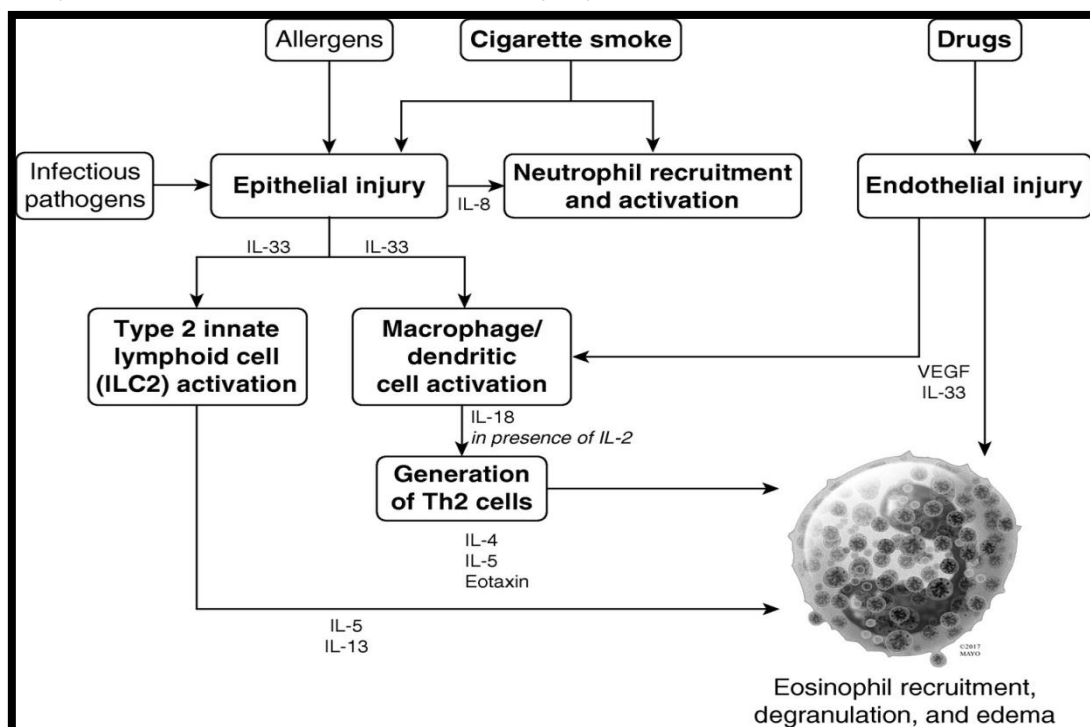 Allergens
Cigarette smoke
Drugs
Infectious
pathogens
Epithelial injury
IL-8
Neutrophil recruitment
and activation
Endothelial injury
IL-33
IL-33
Type 2 innate
lymphoid cell
(ILC2) activation
Macrophage/
dendritic
cell activation
VEGF
IL-33
IL-18
in presence of IL-2
Generation
of Th2 cells
IL-4
IL-5
Eotaxin
IL-5
IL-13
©2017
MAYO
Eosinophil recruitment,
degranulation, and edema